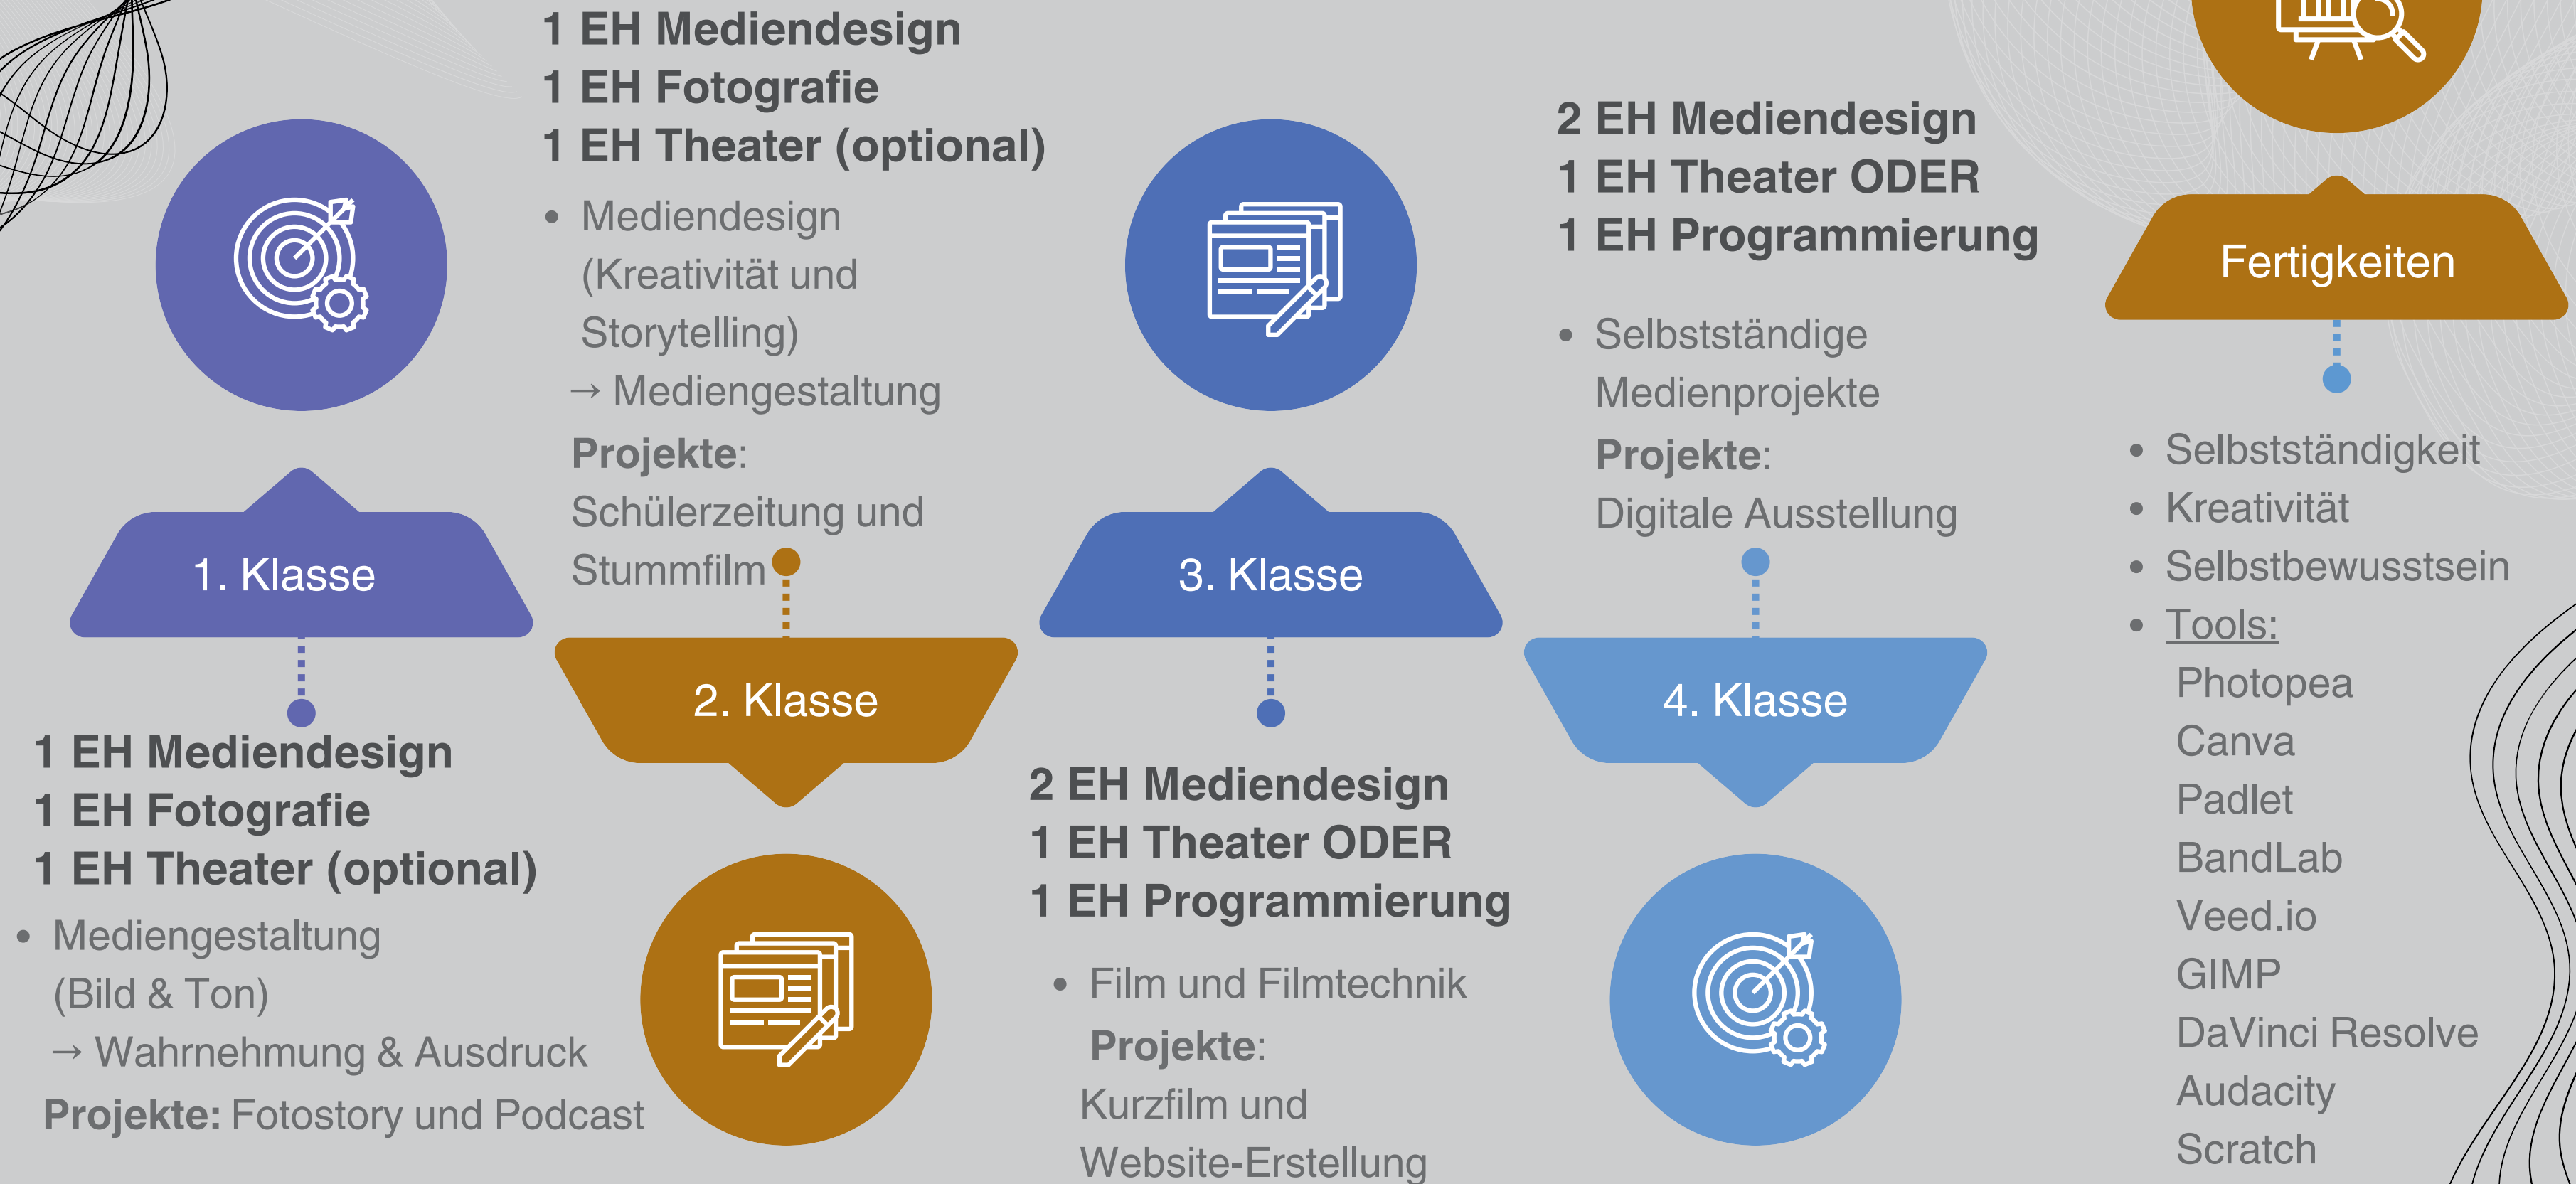 1. Klasse
1 EH Mediendesign
1 EH Fotografie
1 EH Theater (optional)
• Mediengestaltung
(Bild & Ton)
→ Wahrnehmung & Ausdruck
Projekte: Fotostory und Podcast
1 EH Mediendesign
1 EH Fotografie
1 EH Theater (optional)
• Mediendesign
(Kreativität und
Storytelling)
→ Mediengestaltung
Projekte:
Schülerzeitung und
Stummfilm
2. Klasse
3. Klasse
2 EH Mediendesign
1 EH Theater ODER
1 EH Programmierung
• Film und Filmtechnik
Projekte:
Kurzfilm und
Website-Erstellung
2 EH Mediendesign
1 EH Theater ODER
1 EH Programmierung
• Selbstständige
Medienprojekte
Projekte:
Digitale Ausstellung
4. Klasse
Fertigkeiten
• Selbstständigkeit
• Kreativität
• Selbstbewusstsein
• Tools:
Photopea
Canva
Padlet
BandLab
Veed.io
GIMP
DaVinci Resolve
Audacity
Scratch